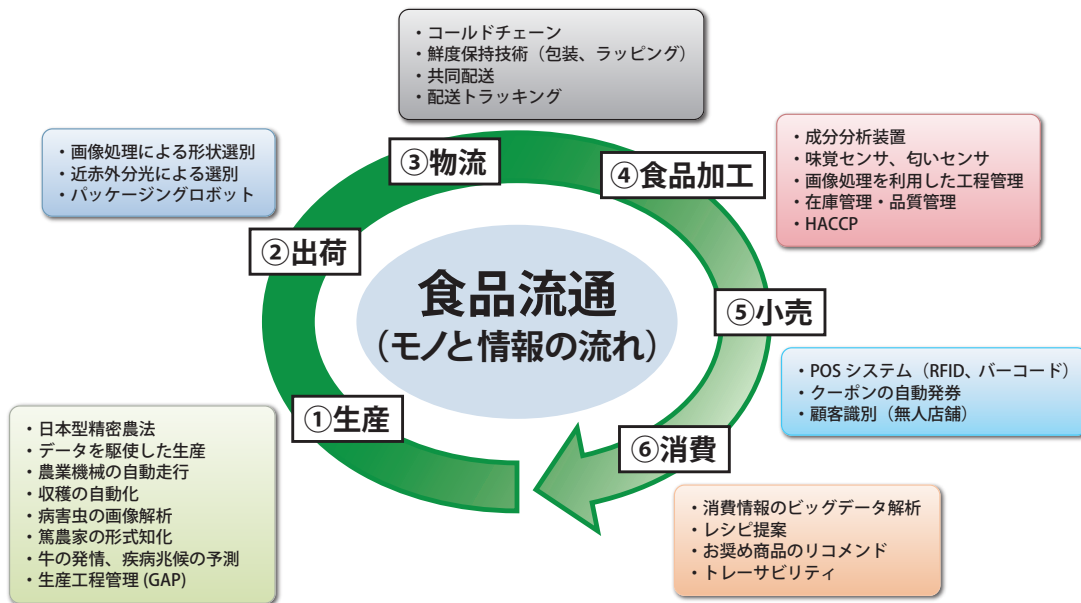 ・コールドチェーン
・鮮度保持技術（包装、ラッピング）
・共同配送
・配送トラッキング
・画像処理による形状選別
・近赤外分光による選別
・パッケージングロボット
③物流
④食品加工
・成分分析装置
・味覚センサ、匂いセンサ
・画像処理を利用した工程管理
・在庫管理・品質管理
・HACCP
②出荷
食品流通
（モノと情報の流れ）
⑤小売
・POS システム（RFID、バーコード）
・クーポンの自動発券
・顧客識別（無人店舗）
①生産
・日本型精密農法
・データを駆使した生産
・農業機械の自動走行
・収穫の自動化
・病害虫の画像解析
・篤農家の形式知化
・牛の発情、疾病兆候の予測
・生産工程管理 (GAP)
⑥消費
・消費情報のビッグデータ解析
・レシピ提案
・お奨め商品のリコメンド
・トレーサビリティ